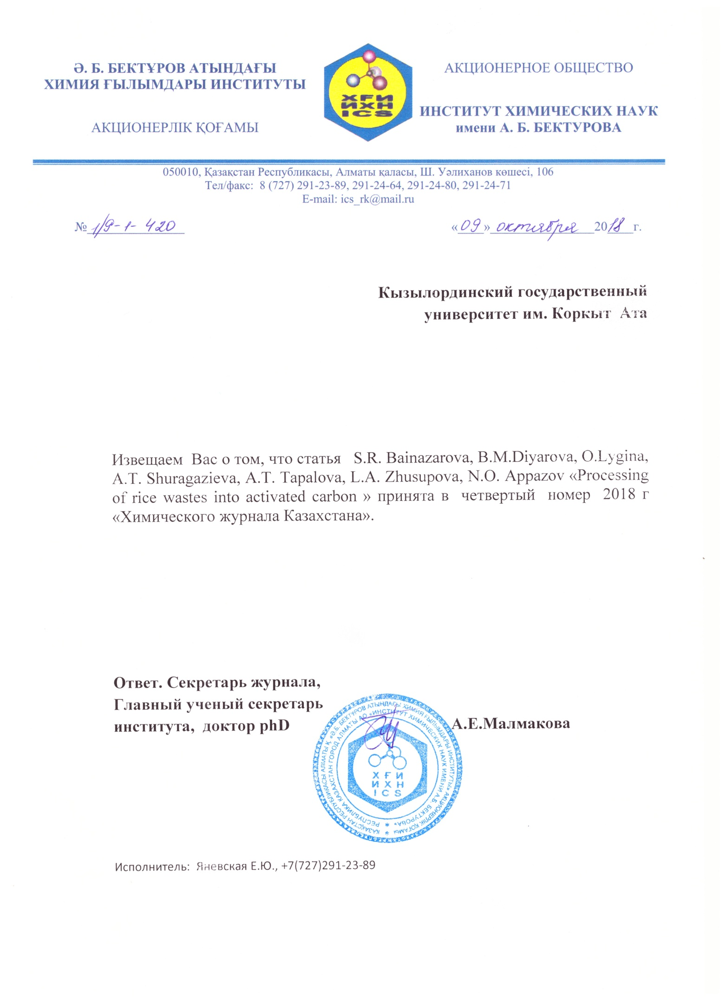 Ә. Б. БЕКТҰРОВ АТЫНДАҒЫ
ХИМИЯ ҒЫЛЫМДАРЫ ИНСТИТУТЫ
АКЦИОНЕРЛІК ҚОҒАМЫ
ХҒИ
ИХН
ICS
АКЦИОНЕРНОЕ ОБЩЕСТВО
ИНСТИТУТ ХИМИЧЕСКИХ НАУК
имени А. Б. БЕКТУРОВА
050010, Қазақстан Республикасы, Алматы қаласы, Ш. Уәлиханов көшесі, 106
Тел/факс:  8 (727) 291-23-89, 291-24-64, 291-24-80, 291-24-71
E-mail: ics_rk@mail.ru
№ 1/9-1- 420
«09» октября 2018 г.
Кызылординский государственный
университет им. Коркыт  Ата
Извещаем  Вас о том, что статья   S.R. Bainazarova, B.M.Diyarova, O.Lygina,
A.T. Shuragazieva, A.T. Tapalova, L.A. Zhusupova, N.O. Appazov «Processing
of rice wastes into activated carbon » принята в  четвертый  номер  2018 г
«Химического журнала Казахстана».
Ответ. Секретарь журнала,
Главный ученый секретарь
института,  доктор phD
А.Е.Малмакова
ҚАЗАҚСТАН РЕСПУБЛИКАСЫ АЛМАТЫ Қ. «Ә.Б. БЕКТҰРОВ АТЫНДАҒЫ ХИМИЯ ҒЫЛЫМДАРЫ ИНСТИТУТЫ» АКЦИОНЕРЛІК ҚОҒАМЫ
РЕСПУБЛИКА КАЗАХСТАН ГОРОД АЛМАТЫ АО «ИНСТИТУТ ХИМИЧЕСКИХ НАУК ИМЕНИ А.Б. БЕКТУРОВА»
Х Ғ И
И Х Н
I C S
Исполнитель:  Яневская Е.Ю., +7(727)291-23-89